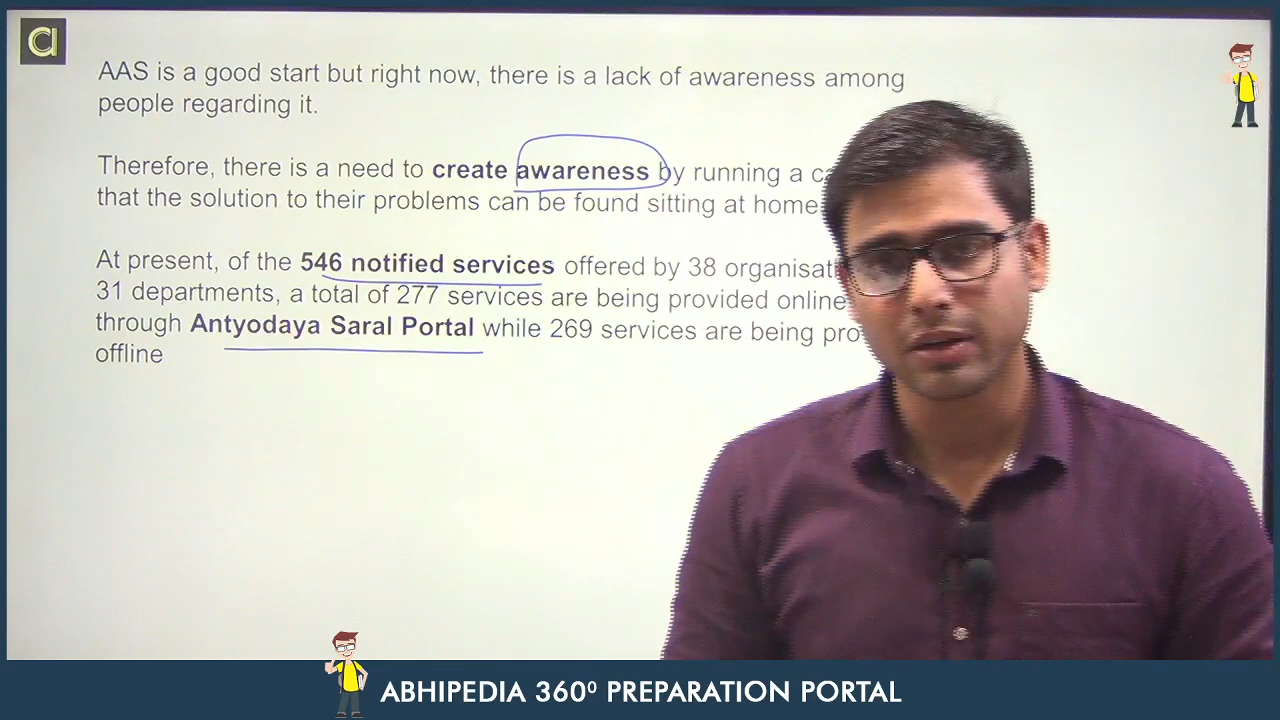 AAS is a good start but right now, there is a lack of awareness among
people regarding it.
Therefore, there is a need to create awareness by running a
that the solution to their problems can be found sitting at home
At present, of the 546 notified services offered by 38
31 departments, a total of 277 services are being provided online
through Antyodaya Saral Portal while 269 services are being
offline
ABHIPEDIA 360⁰ PREPARATION PORTAL